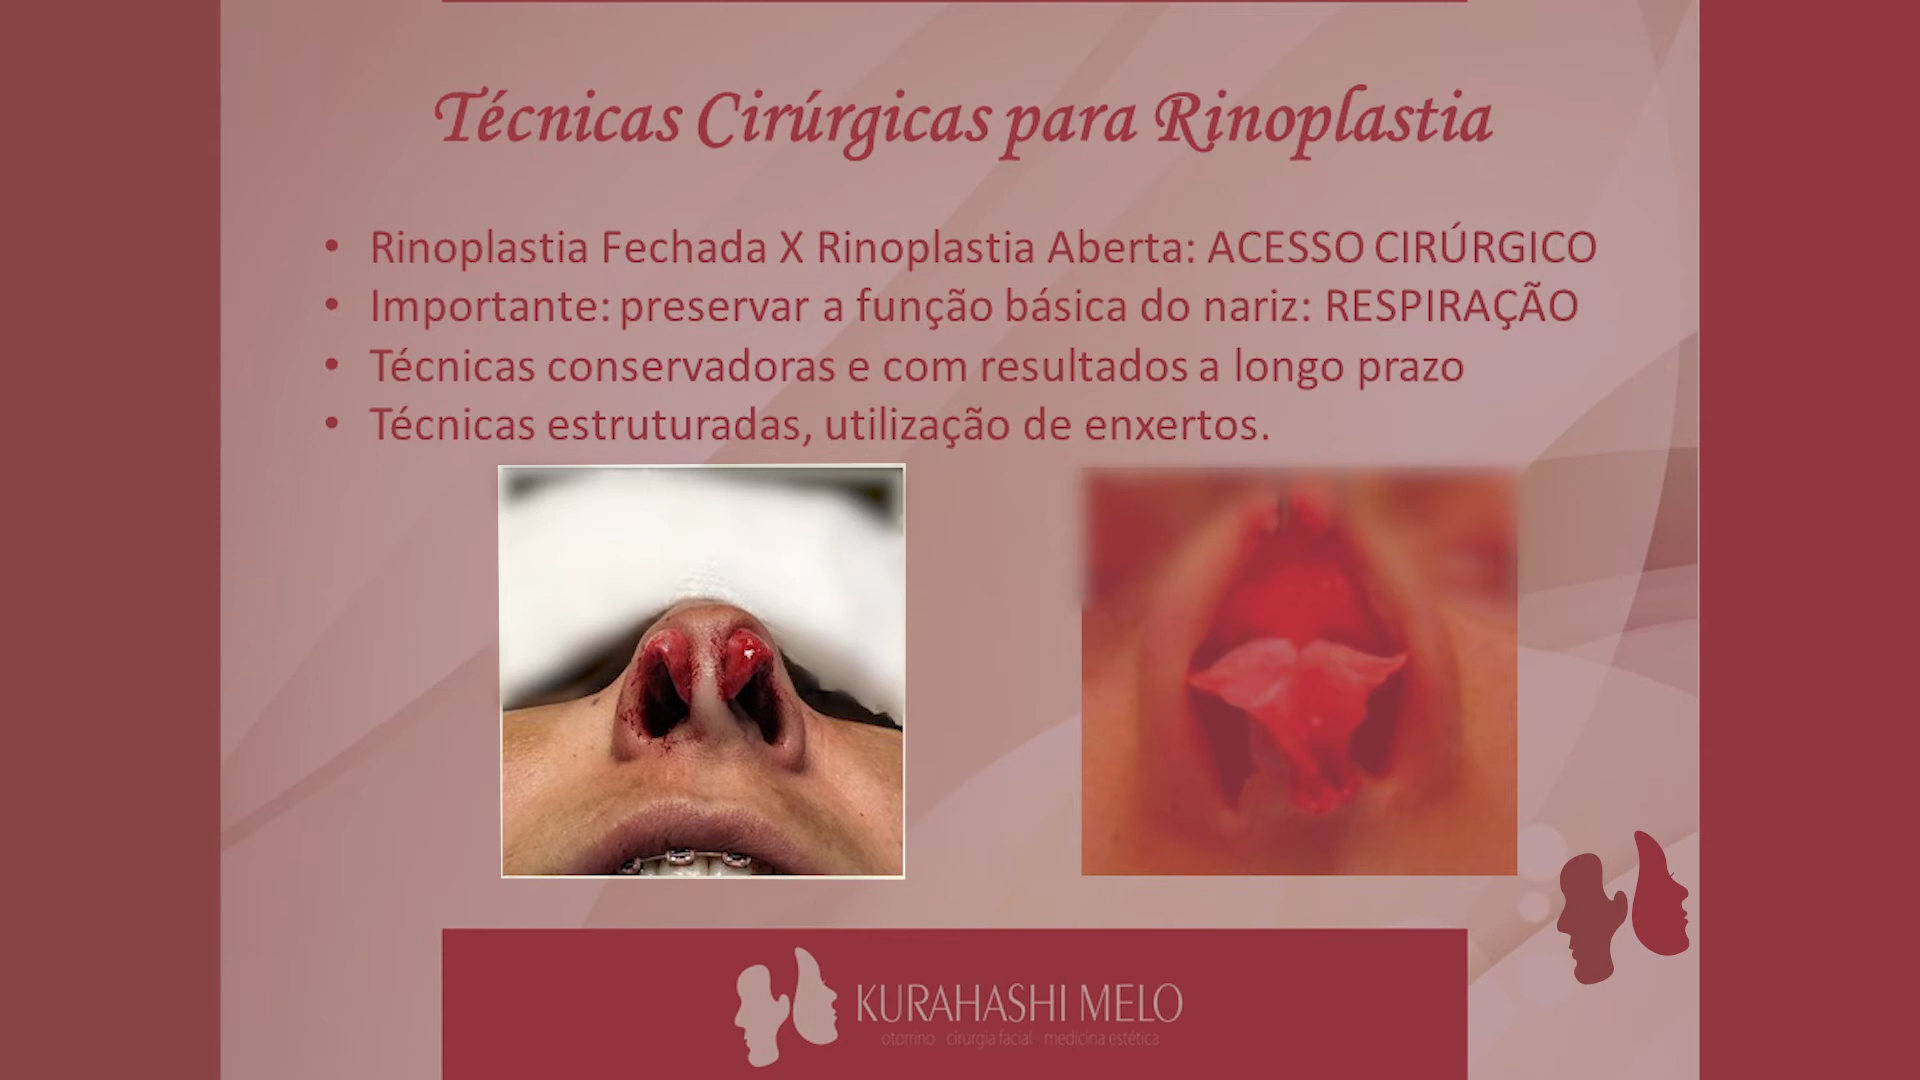 Técnicas Cirúrgicas para Rinoplastia
• Rinoplastia Fechada X Rinoplastia Aberta: ACESSO CIRÚRGICO
• Importante: preservar a função básica do nariz: RESPIRAÇÃO
• Técnicas conservadoras e com resultados a longo prazo
• Técnicas estruturadas, utilização de enxertos.
KURAHASHI MELO
otorrino cirurgia facial medicina estética